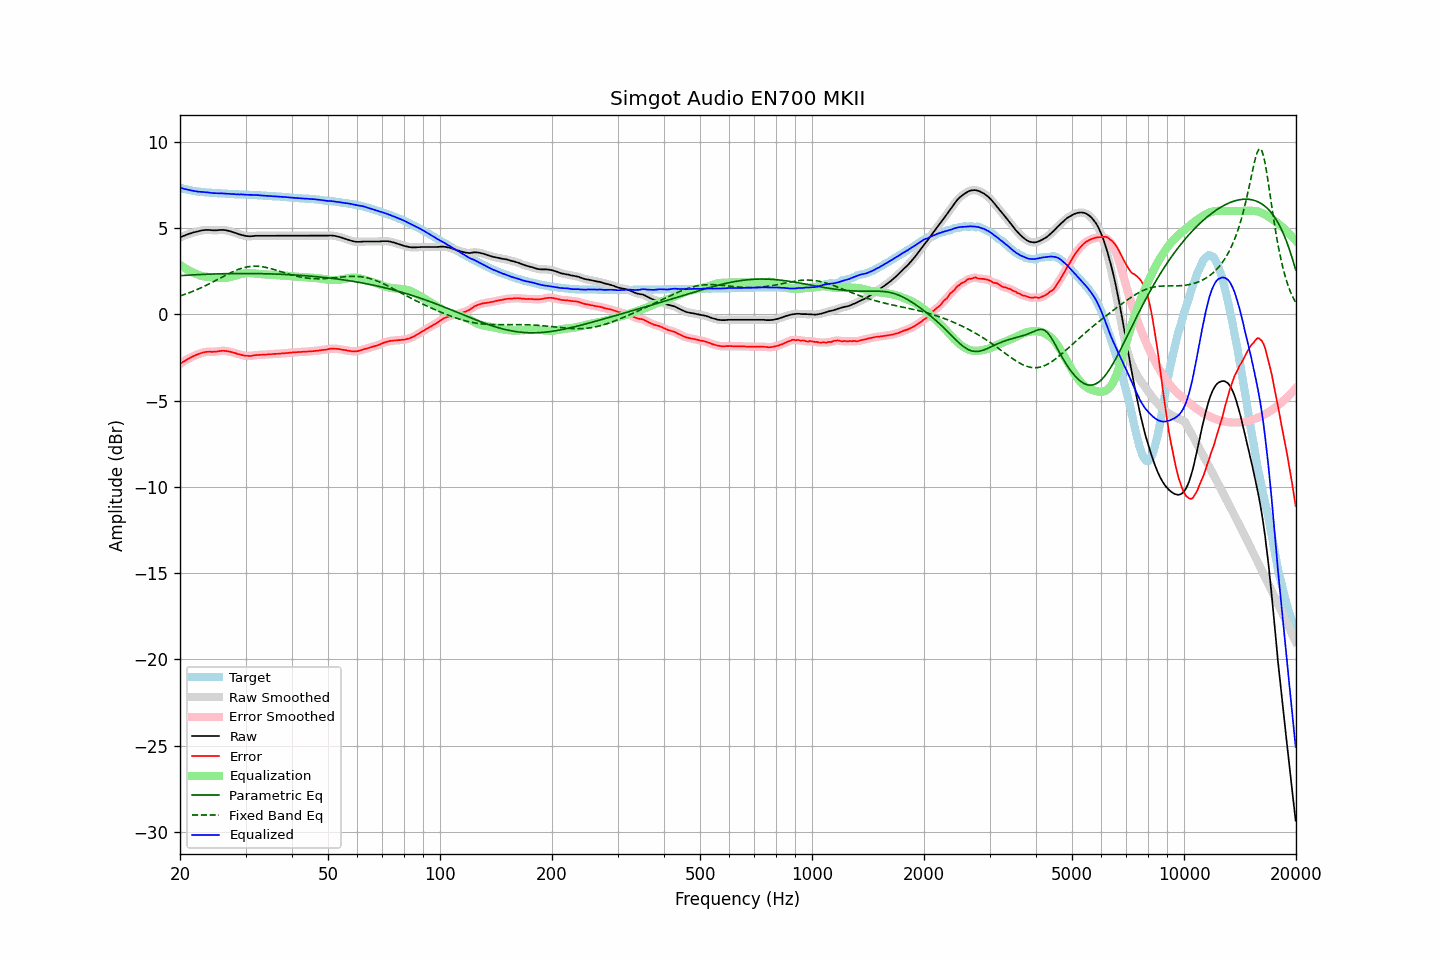 Simgot Audio EN700 MKII
Amplitude (dBr)
10
5
0
−5
−10
−15
−20
−25
−30
Target
Raw Smoothed
Error Smoothed
Raw
Error
Equalization
Parametric Eq
Fixed Band Eq
Equalized
20 50 100 200 500 1000 2000 5000 10000 20000
Frequency (Hz)